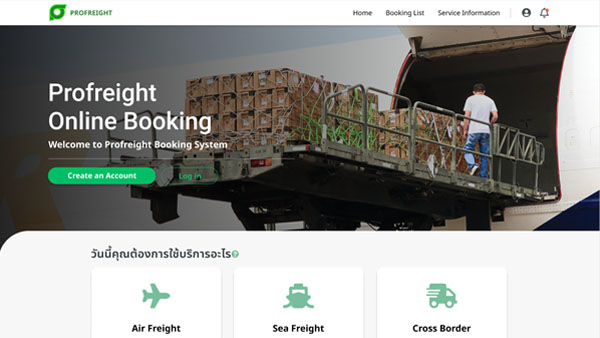 PROFREIGHT
Home Booking List Service Information
Profreight
Online Booking
Welcome to Profreight Booking System
Create an Account Log in
วันนี้คุณต้องการใช้บริการอะไร?
Air Freight Sea Freight Cross Border